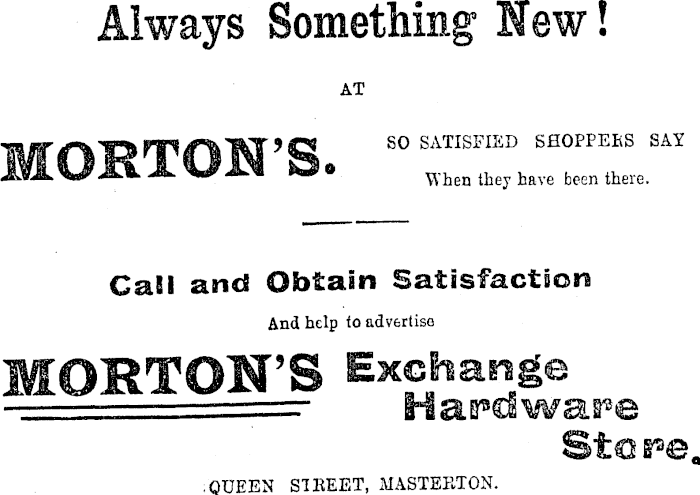 Always Something New!
AT
MORTON'S.
SO SATISFIED SHOPPERS SAY
When they have been there.
Call and Obtain Satisfaction
And help to advertise
MORTON'S Exchange
Hardware
Store.
QUEEN STREET, MASTERTON.